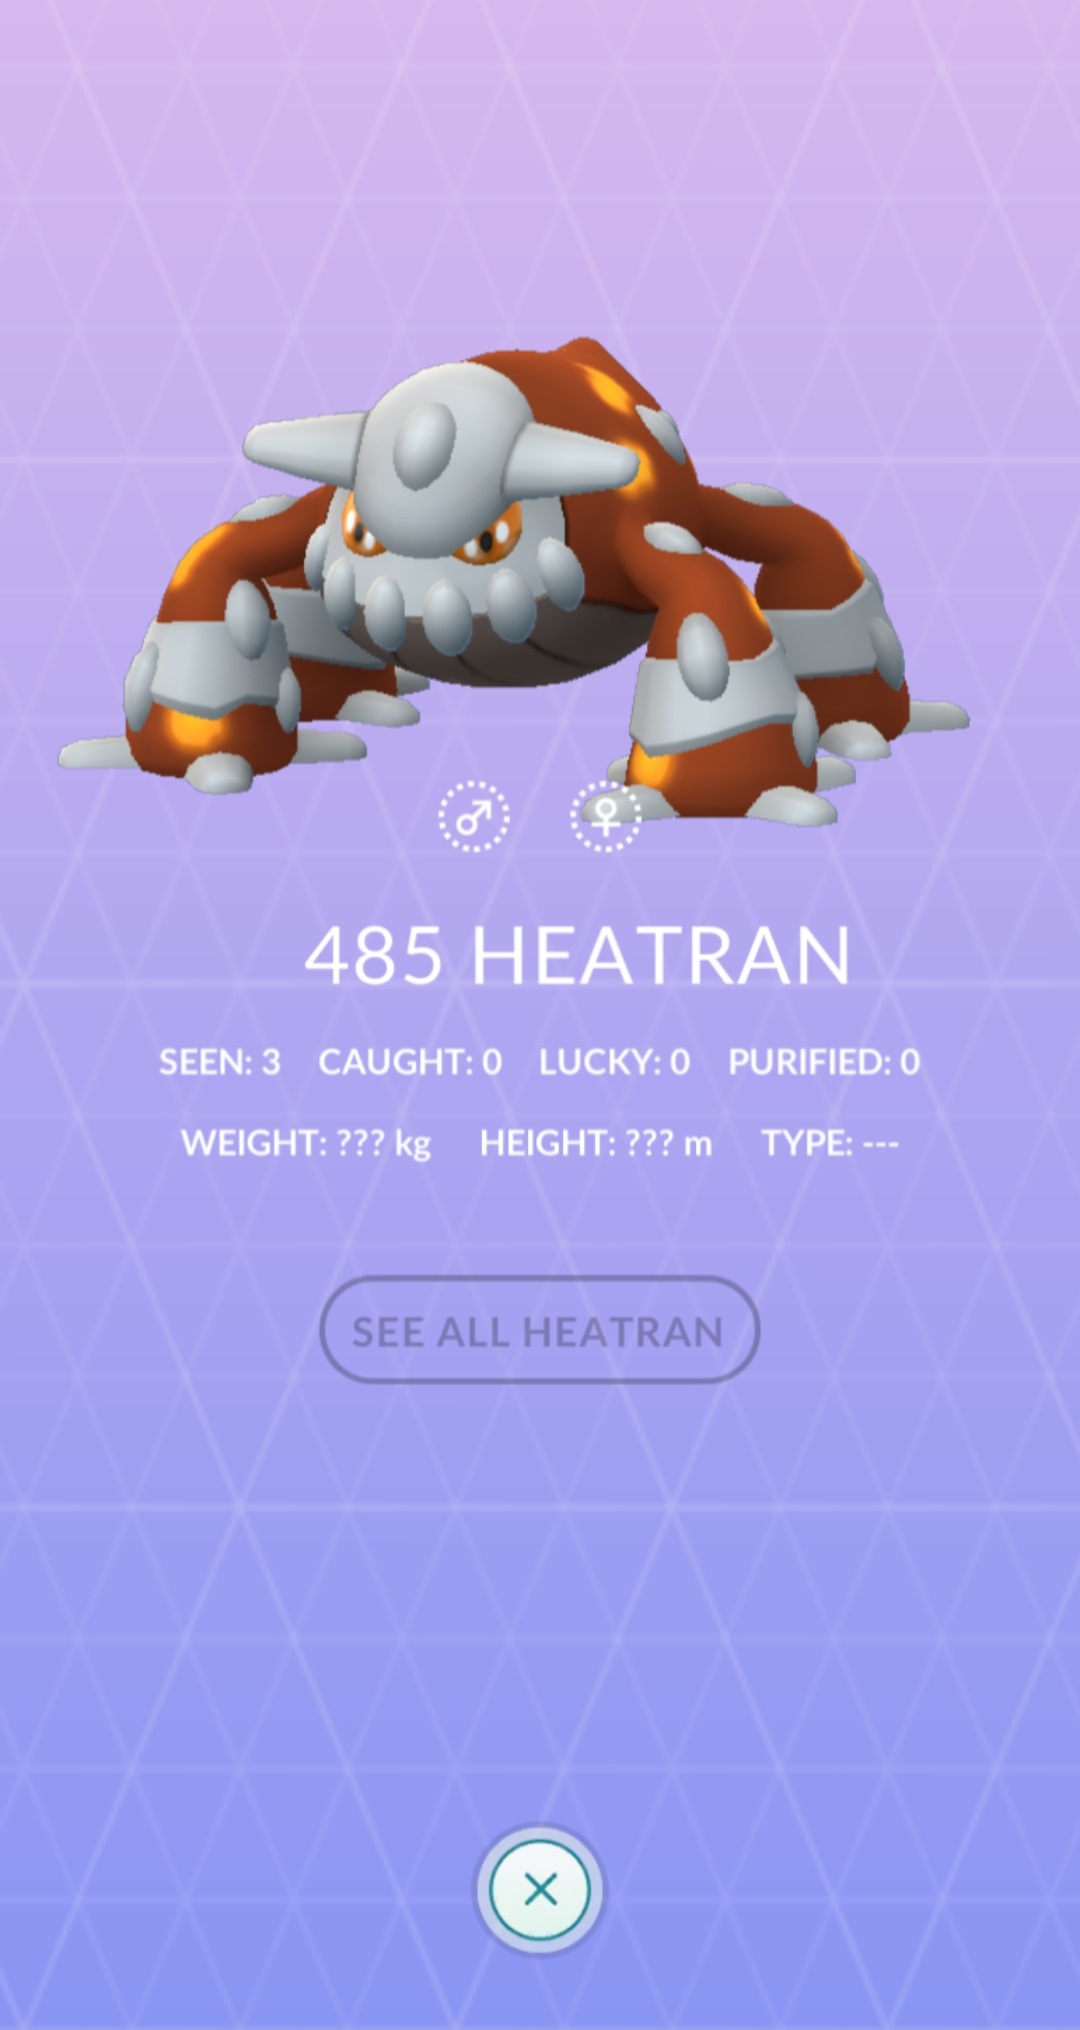 ♂ ♀
485 HEATRAN
SEEN: 3 CAUGHT: 0 LUCKY: 0 PURIFIED: 0
WEIGHT: ??? kg HEIGHT: ??? m TYPE: ---
SEE ALL HEATRAN